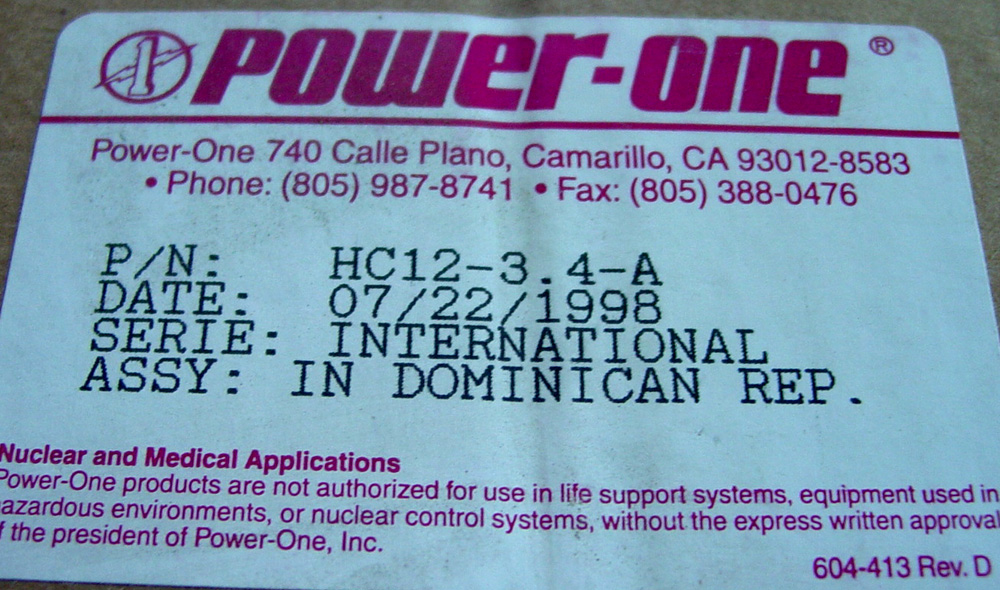 POWER-ONE ®
Power-One 740 Calle Plano, Camarillo, CA 93012-8583
• Phone: (805) 987-8741 • Fax: (805) 388-0476
P/N: HC12-3.4-A
DATE: 07/22/1998
SERIE: INTERNATIONAL
ASSY: IN DOMINICAN REP.
Nuclear and Medical Applications
Power-One products are not authorized for use in life support systems, equipment used in
azardous environments, or nuclear control systems, without the express written approval
f the president of Power-One, Inc.
604-413 Rev. D